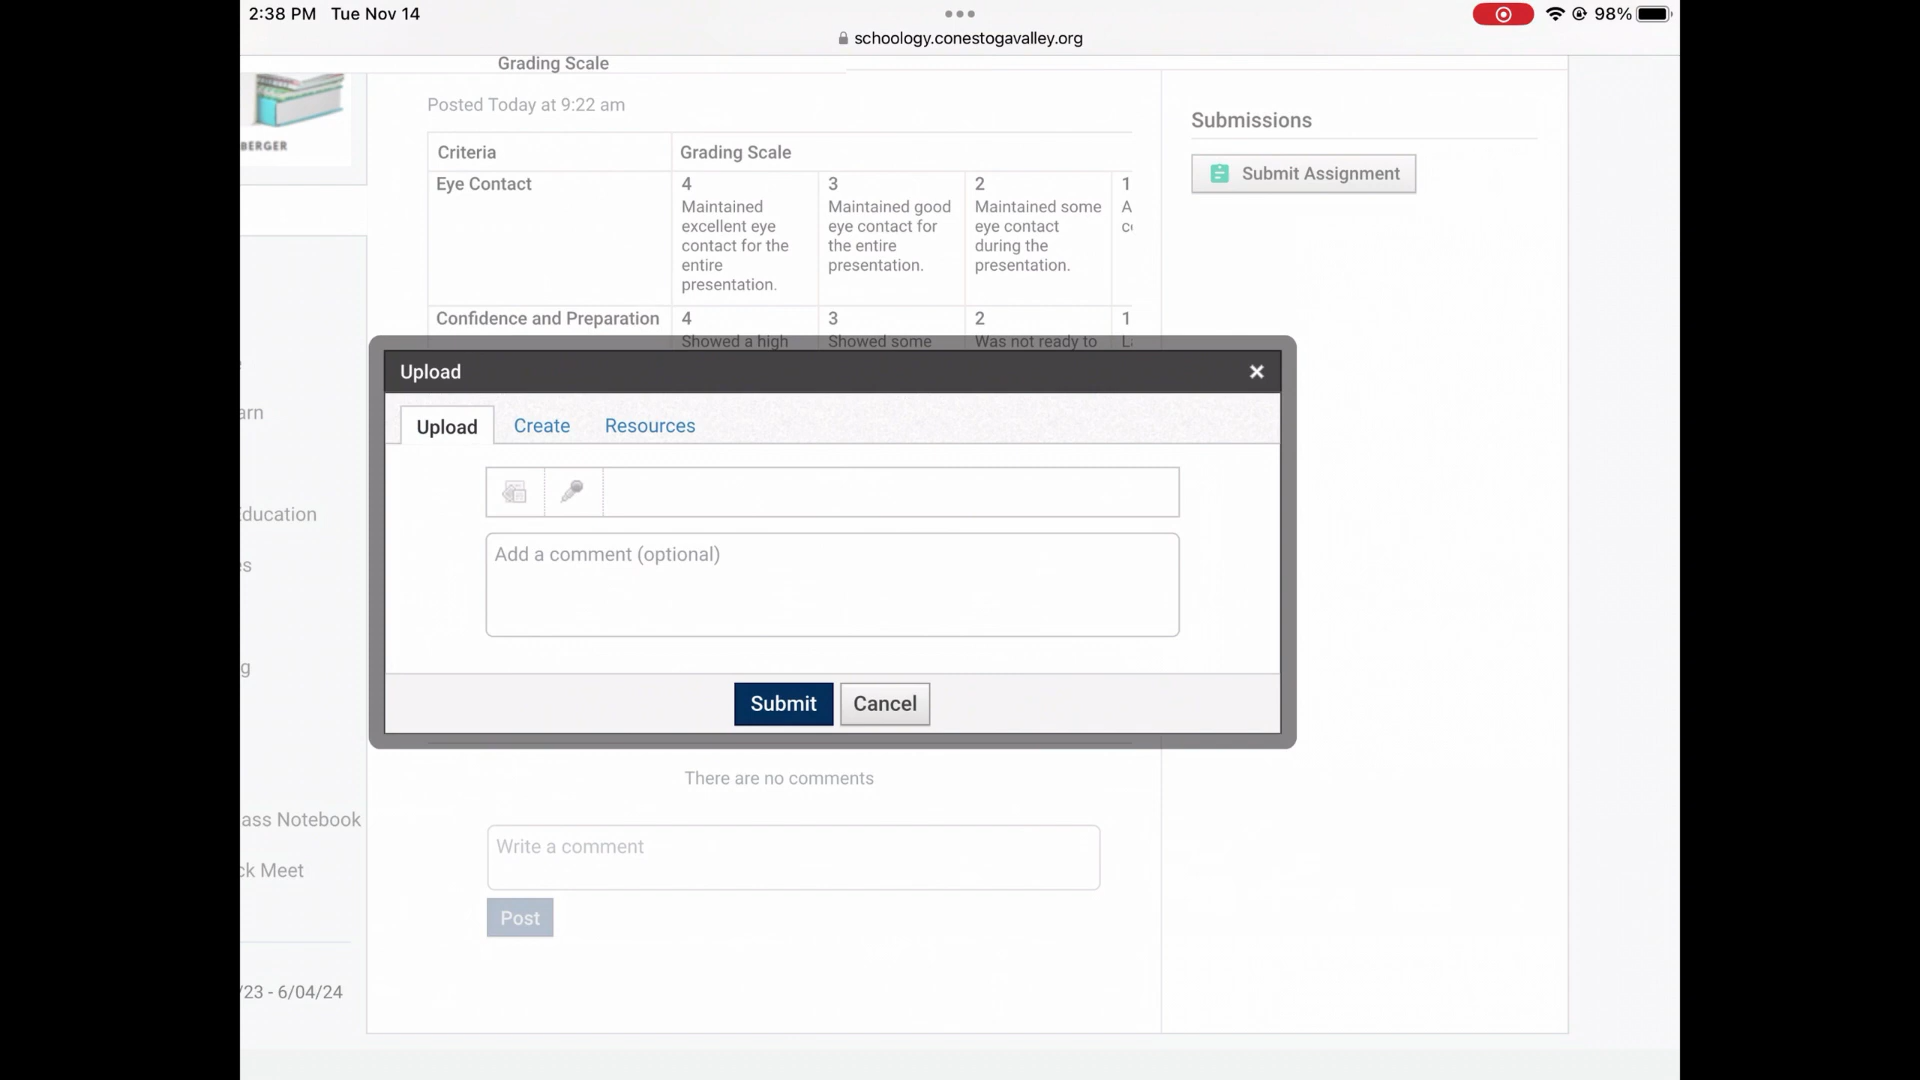 2:38 PM Tue Nov 14
98%
schoology.conestogavalley.org
Grading Scale
Posted Today at 9:22 am
BERGER
Submissions
Submit Assignment
Criteria Grading Scale
Eye Contact
4
Maintained
excellent eye
contact for the
entire
presentation.
3
Maintained good
eye contact for
the entire
presentation.
2
Maintained some
eye contact
during the
presentation.
1
A
Confidence and Preparation
4
Showed a high
3
Showed some
2
Was not ready to
1
Upload
Upload Create Resources
Add a comment (optional)
Submit Cancel
arn
ducation
es
g
ass Notebook
ck Meet
/23 - 6/04/24
There are no comments
Write a comment
Post